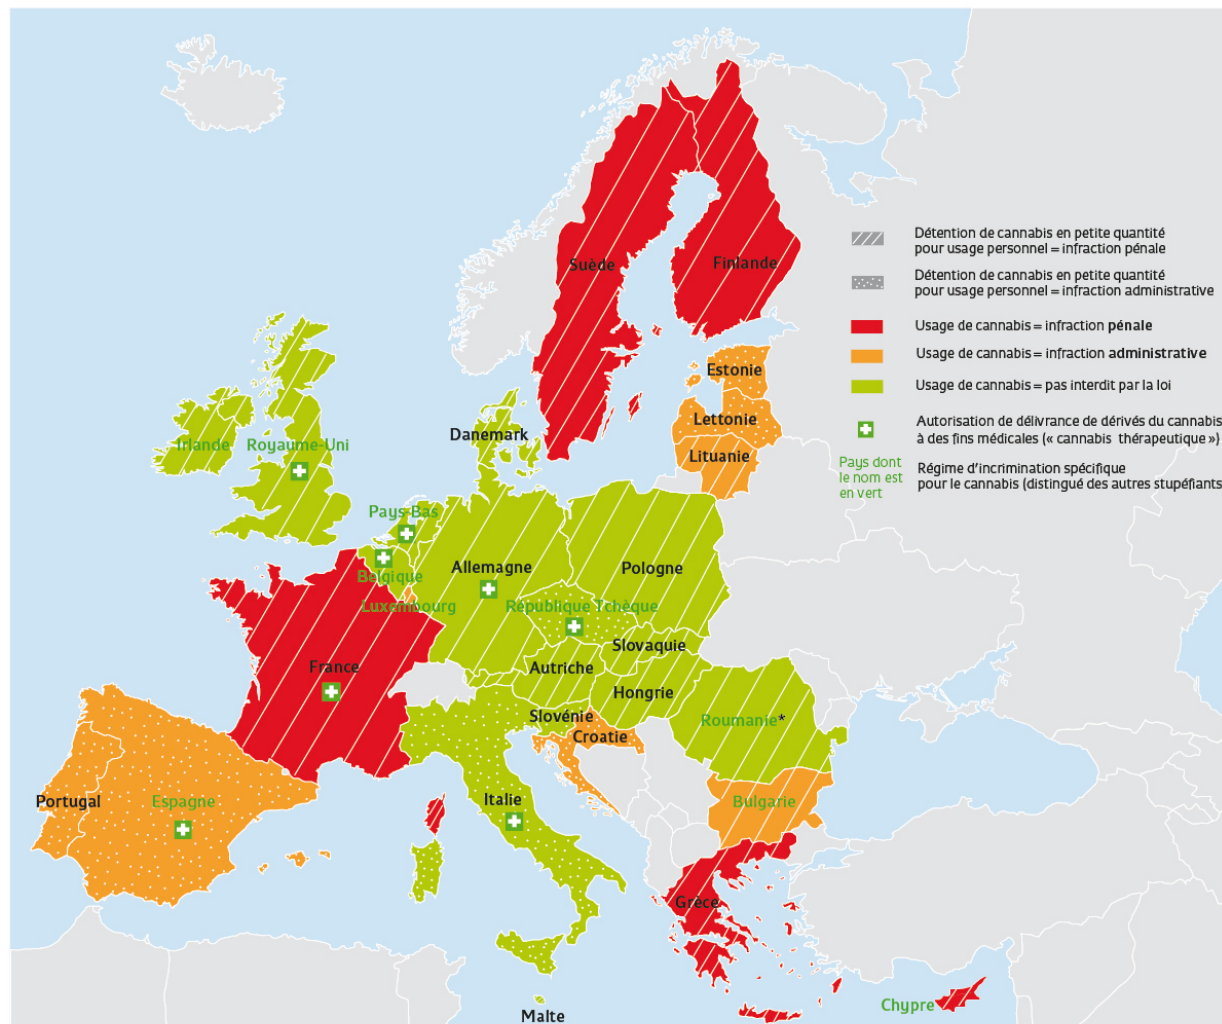 Détention de cannabis en petite quantité
pour usage personnel = infraction pénale
Détention de cannabis en petite quantité
pour usage personnel = infraction administrative
Usage de cannabis = infraction pénale
Usage de cannabis = infraction administrative
Usage de cannabis = pas interdit par la loi
Autorisation de délivrance de dérivés du cannabis
à des fins médicales (« cannabis thérapeutique »)
Pays dont
le nom est
en vert
Régime d'incrimination spécifique
pour le cannabis (distingué des autres stupéfiants
Suède
Finlande
Estonie
Lettonie
Lituanie
Danemark
Irlande
Royaume-Uni
Pays-Bas
Belgique
Luxembourg
Allemagne
Pologne
République Tchèque
Slovaquie
Autriche
Hongrie
France
Slovénie
Croatie
Roumanie*
Bulgarie
Portugal
Espagne
Italie
Grèce
Chypre
Malte